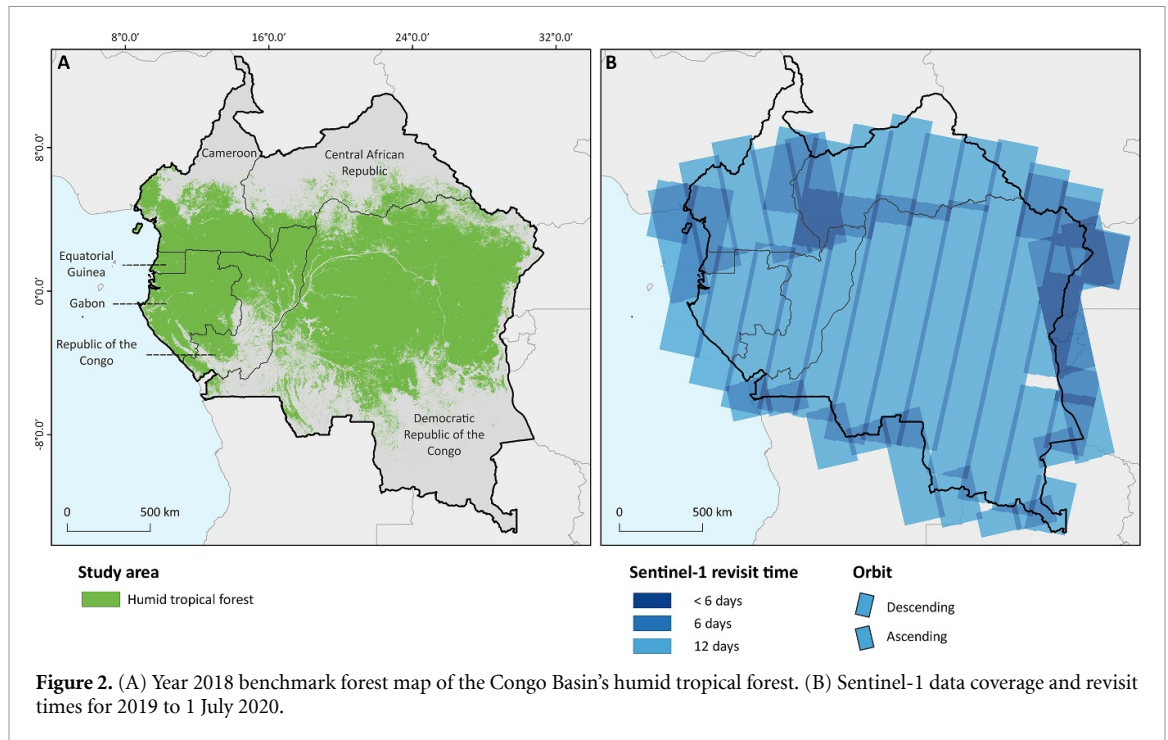 8°0.0'
16°0.0'
24°0.0'
32°0.0'
A
B
8°0.0'
0°0.0'
-8°0.0'
Cameroon
Central African
Republic
Equatorial
Guinea
Gabon
Republic of the
Congo
Democratic
Republic of the
Congo
0
500 km
0
500 km
Study area
Humid tropical forest
Sentinel-1 revisit time
< 6 days
6 days
12 days
Orbit
Descending
Ascending
Figure 2. (A) Year 2018 benchmark forest map of the Congo Basin's humid tropical forest. (B) Sentinel-1 data coverage and revisit
times for 2019 to 1 July 2020.